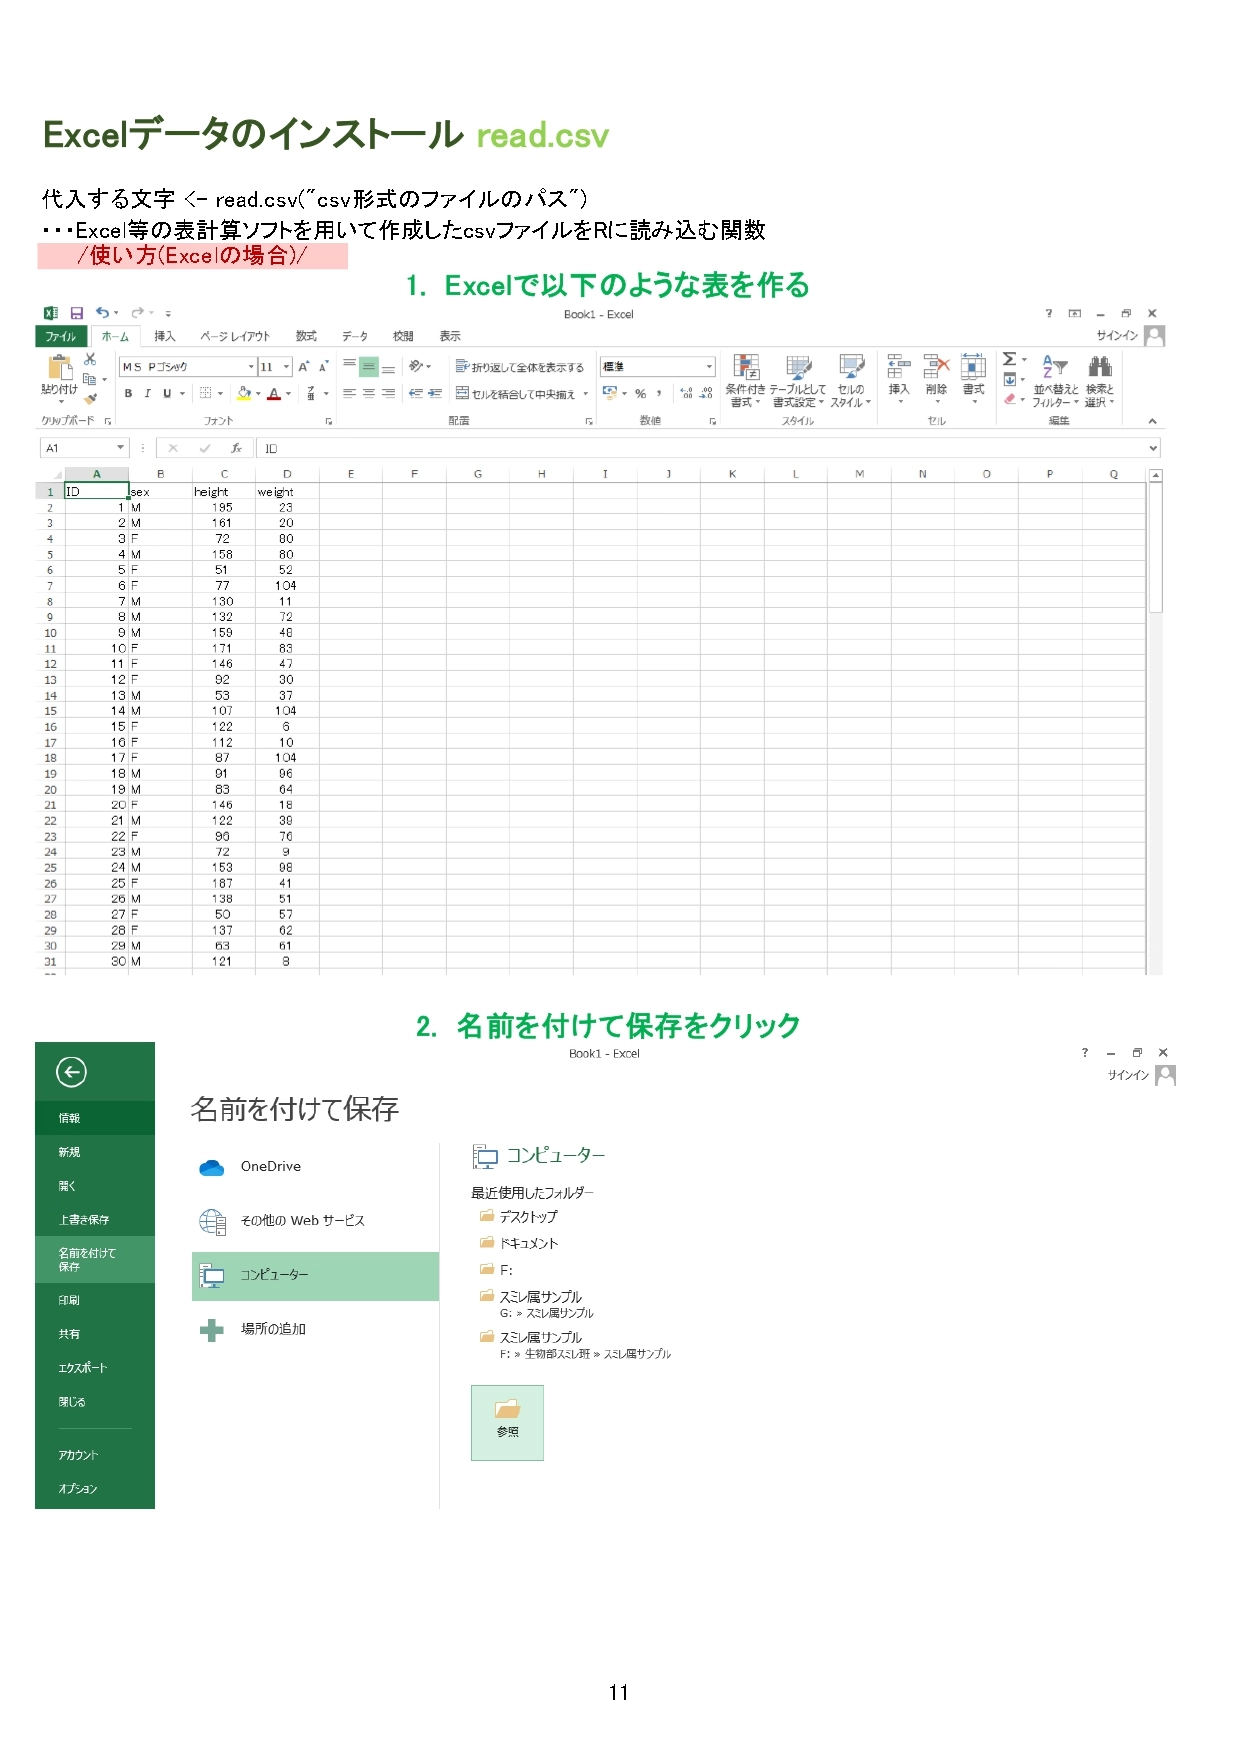 Excelデータのインストール read.csv
代入する文字 <- read.csv("csv形式のファイルのパス")
・・・Excel等の表計算ソフトを用いて作成したcsvファイルをRに読み込む関数
/使い方(Excelの場合)/
1. Excelで以下のような表を作る
Book1 - Excel
ファイル ホーム 挿入 ページ レイアウト 数式 データ 校閲 表示 サインイン
ＭＳ Ｐゴシック 11 折り返して全体を表示する 標準
貼り付け B I U セルを結合して中央揃え % 条件付き書式 テーブルとして書式設定 セルのスタイル 挿入 削除 書式 並べ替えとフィルター 検索と選択
クリップボード フォント 配置 数値 スタイル セル 編集
A1 fx ID
A B C D E F G H I J K L M N O P Q
1 ID sex height weight
2 1 M 195 23
3 2 M 161 20
4 3 F 72 80
5 4 M 158 80
6 5 F 51 52
7 6 F 77 104
8 7 M 130 11
9 8 M 132 72
10 9 M 159 48
11 10 F 171 83
12 11 F 146 47
13 12 F 92 30
14 13 M 53 37
15 14 M 107 104
16 15 F 122 6
17 16 F 112 10
18 17 F 87 104
19 18 M 91 96
20 19 M 83 64
21 20 F 146 18
22 21 M 122 39
23 22 F 96 76
24 23 M 72 9
25 24 M 153 98
26 25 F 187 41
27 26 M 138 51
28 27 F 50 57
29 28 F 137 62
30 29 M 63 61
31 30 M 121 8
2. 名前を付けて保存をクリック
Book1 - Excel
サインイン
情報
新規
開く
上書き保存
名前を付けて
保存
印刷
共有
エクスポート
閉じる
アカウント
オプション
名前を付けて保存
OneDrive
その他の Web サービス
コンピューター
場所の追加
コンピューター
最近使用したフォルダー
デスクトップ
ドキュメント
F:
スミレ属サンプル
G: » スミレ属サンプル
スミレ属サンプル
F: » 生物部スミレ班 » スミレ属サンプル
参照
11